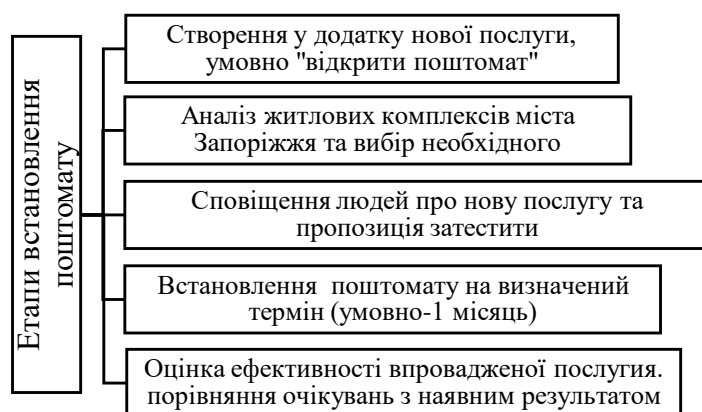 Етапи встановлення
поштомату
Створення у додатку нової послуги,
умовно "відкрити поштомат"
Аналіз житлових комплексів міста
Запоріжжя та вибір необхідного
Сповіщення людей про нову послугу та
пропозиція затестити
Встановлення поштомату на визначений
термін (умовно-1 місяць)
Оцінка ефективності впровадженої послугия.
порівняння очікувань з наявним результатом